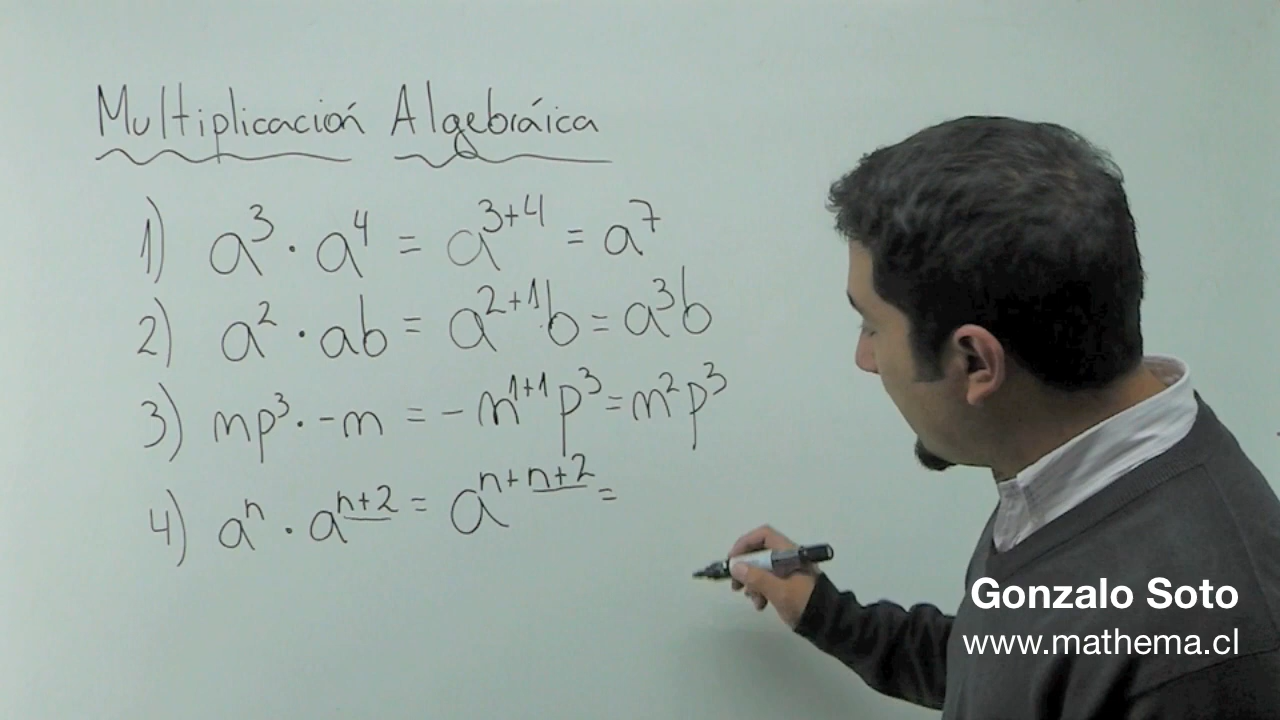 Multiplicación Algebráica
1) a³ · a⁴ = a³⁺⁴ = a⁷
2) a² · ab = a²⁺¹b = a³b
3) mp³ · -m = -m¹⁺¹p³ = m²p³
4) aⁿ · aⁿ⁺² = aⁿ⁺ⁿ⁺² =
Gonzalo Soto
www.mathema.cl